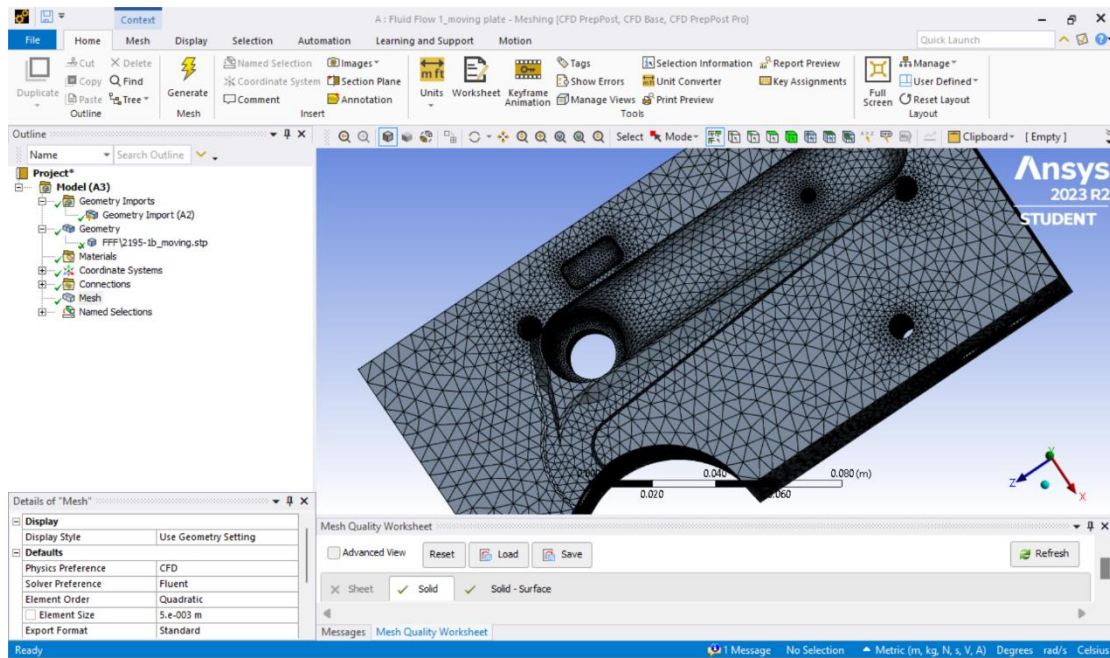 Context
A : Fluid Flow 1_moving plate - Meshing [CFD PrepPost, CFD Base, CFD PrepPost Pro]
File Home Mesh Display Selection Automation Learning and Support Motion Quick Launch
Duplicate
Cut
Copy
Paste
Delete
Find
Tree
Outline
Generate
Mesh
Named Selection
Coordinate System
Comment
Images
Section Plane
Annotation
Insert
Units
Worksheet
Keyframe
Animation
Tags
Show Errors
Manage Views
Selection Information
Unit Converter
Print Preview
Report Preview
Key Assignments
Tools
Full
Screen
Manage
User Defined
Reset Layout
Layout
Outline
Name Search Outline
Select Mode Clipboard [Empty]
Project*
Model (A3)
Geometry Imports
Geometry Import (A2)
Geometry
FFF\2195-1b_moving.stp
Materials
Coordinate Systems
Connections
Mesh
Named Selections
Ansys
2023 R2
STUDENT
0.040
0.080 (m)
0.020
0.060
Z
Y
X
Details of "Mesh"
Display
Display Style Use Geometry Setting
Defaults
Physics Preference CFD
Solver Preference Fluent
Element Order Quadratic
Element Size 5.e-003 m
Export Format Standard
Mesh Quality Worksheet
Advanced View Reset Load Save Refresh
Sheet Solid Solid - Surface
Messages Mesh Quality Worksheet
Ready 1 Message No Selection Metric (m, kg, N, s, V, A) Degrees rad/s Celsius